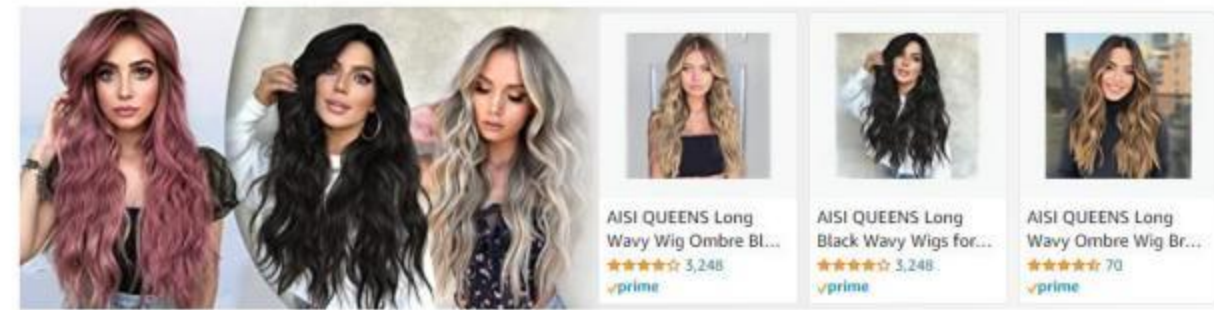 AISI QUEENS Long
Wavy Wig Ombre Bl...
3,248
prime
AISI QUEENS Long
Black Wavy Wigs for...
3,248
prime
AISI QUEENS Long
Wavy Ombre Wig Br...
70
prime